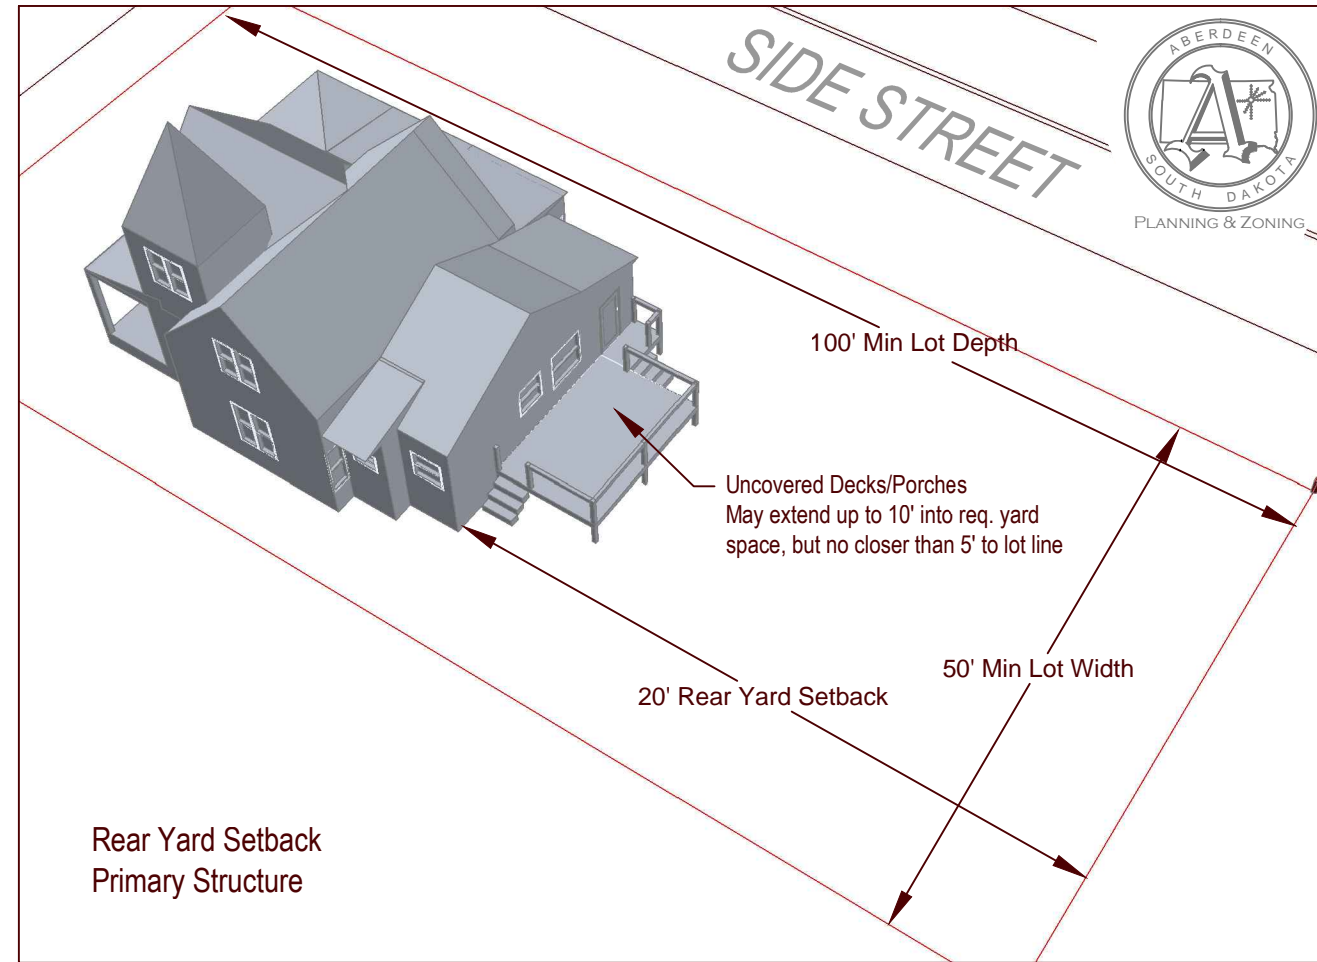 SIDE STREET
ABERDEEN
A
SOUTH DAKOTA
PLANNING & ZONING
100' Min Lot Depth
Uncovered Decks/Porches
May extend up to 10' into req. yard
space, but no closer than 5' to lot line
50' Min Lot Width
20' Rear Yard Setback
Rear Yard Setback
Primary Structure